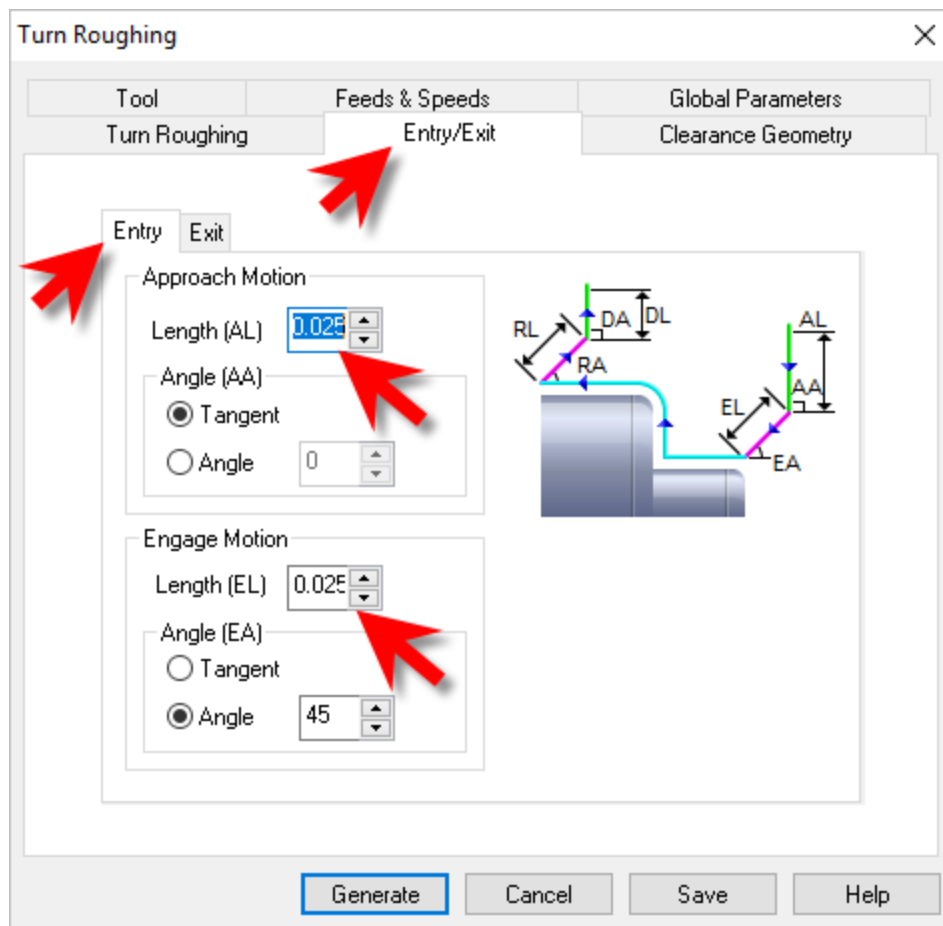 Turn Roughing
Tool Feeds & Speeds Global Parameters
Turn Roughing Entry/Exit Clearance Geometry
Entry Exit
Approach Motion
Length (AL) 0.025
Angle (AA)
Tangent
Angle 0
Engage Motion
Length (EL) 0.025
Angle (EA)
Tangent
Angle 45
RL DA DL AL
RA
EL AA
EA
Generate Cancel Save Help